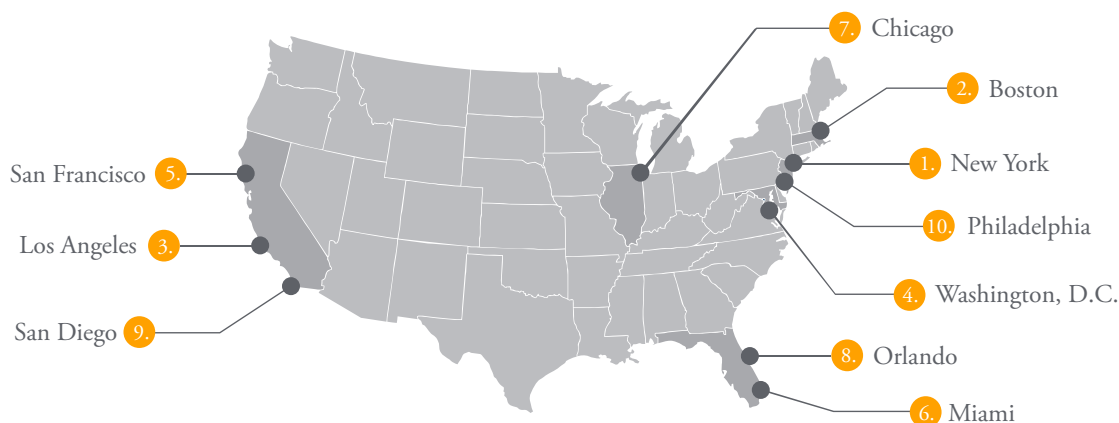 7. Chicago
2. Boston
1. New York
San Francisco 5.
10. Philadelphia
Los Angeles 3.
4. Washington, D.C.
San Diego 9.
8. Orlando
6. Miami